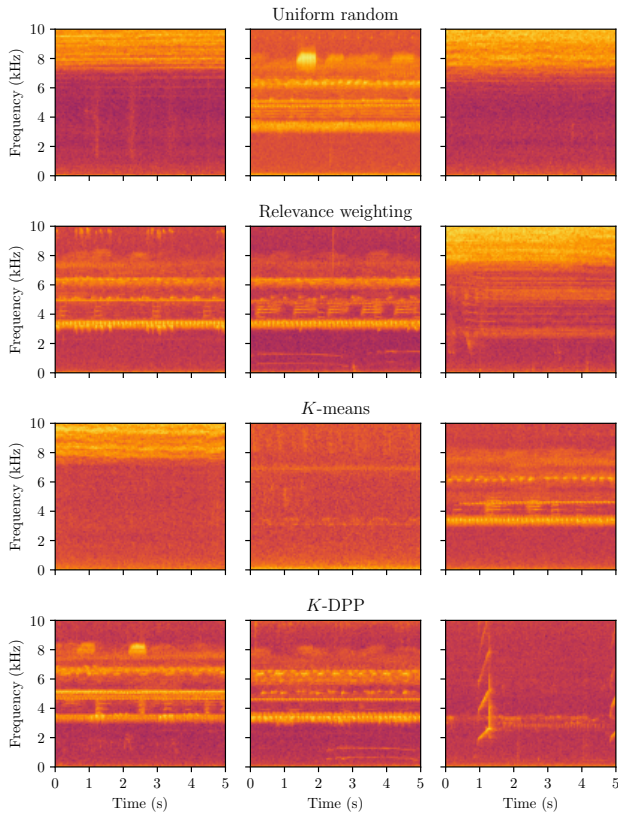 Uniform random
10
8
6
4
2
0
Frequency (kHz)
Relevance weighting
10
8
6
4
2
0
Frequency (kHz)
K-means
10
8
6
4
2
0
Frequency (kHz)
K-DPP
10
8
6
4
2
0
Frequency (kHz)
0 1 2 3 4 5 0 1 2 3 4 5 0 1 2 3 4 5
Time (s) Time (s) Time (s)